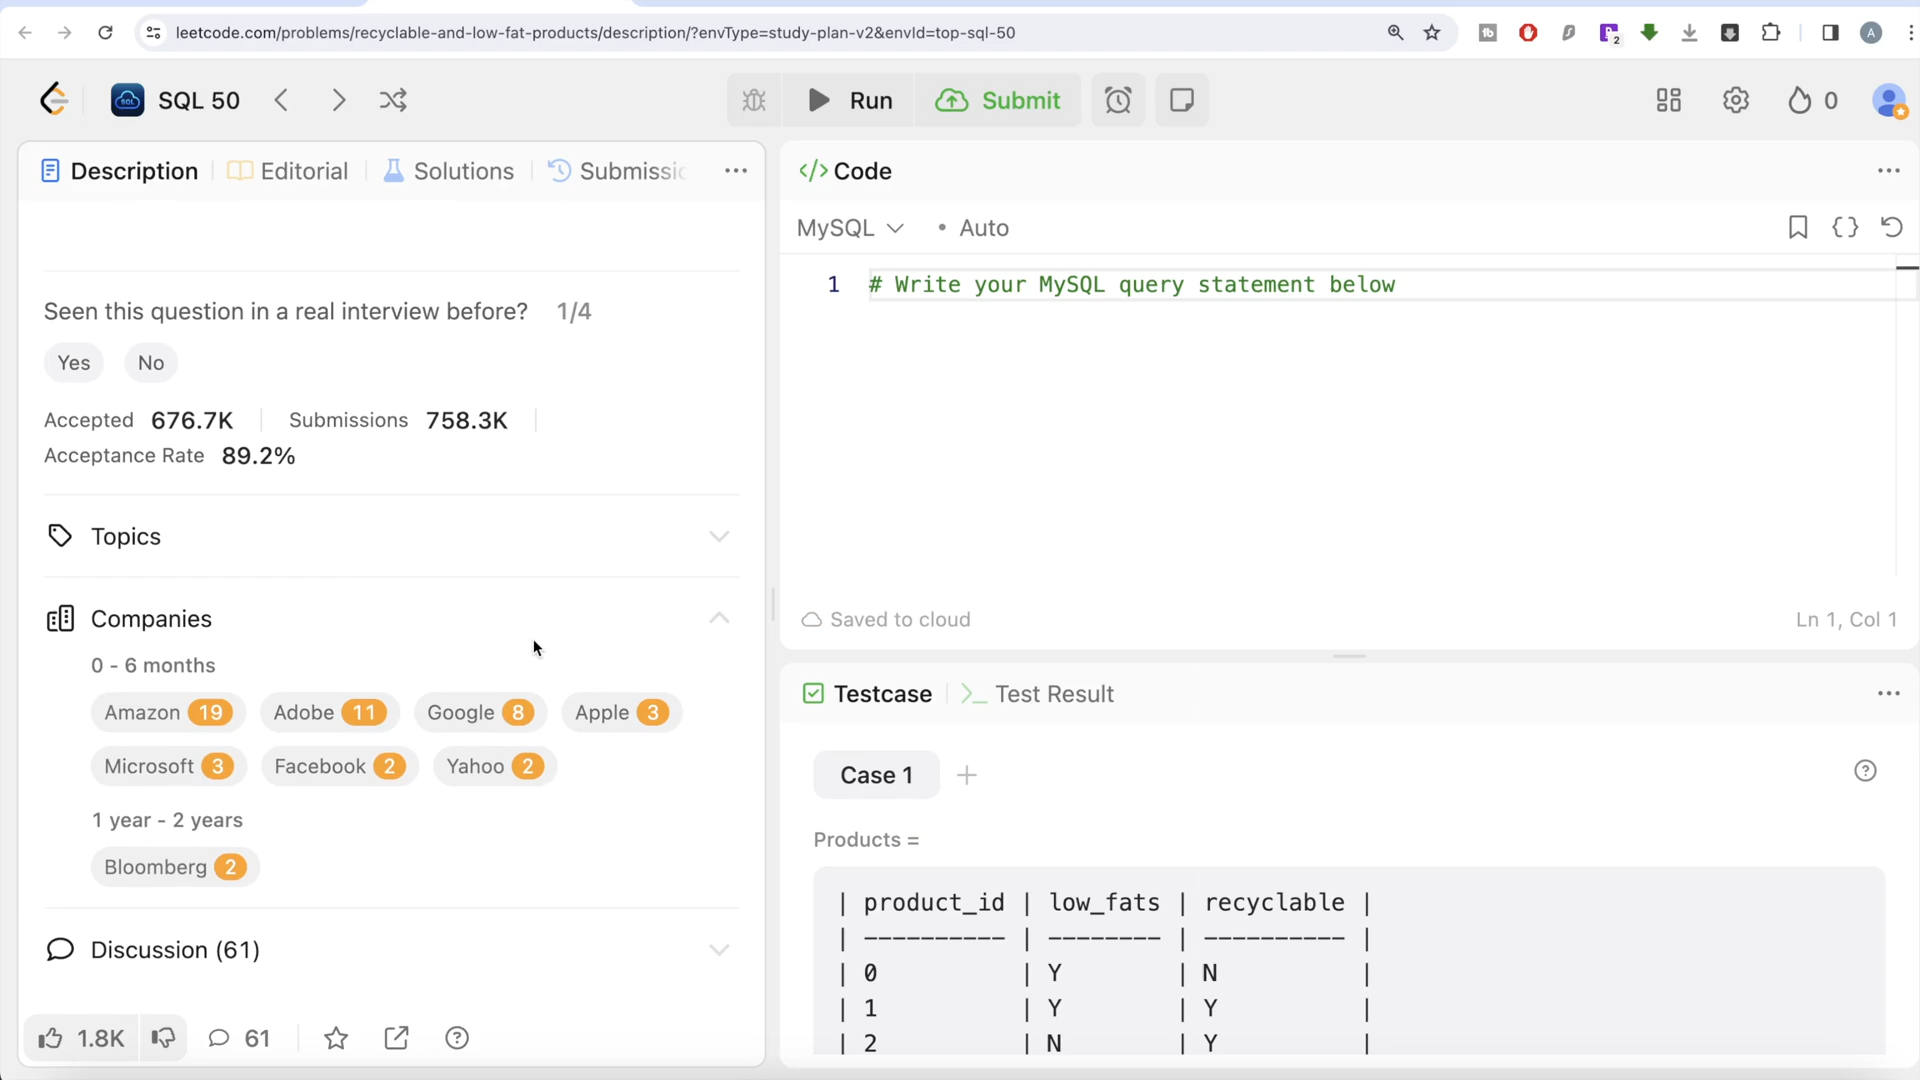 leetcode.com/problems/recyclable-and-low-fat-products/description/?envType=study-plan-v2&envId=top-sql-50
2
A
SQL
SQL 50
Run
Submit
0
Description
Editorial
Solutions
Submissio
Seen this question in a real interview before? 1/4
Yes
No
Accepted 676.7K
Submissions 758.3K
Acceptance Rate 89.2%
Topics
Companies
0 - 6 months
Amazon 19
Adobe 11
Google 8
Apple 3
Microsoft 3
Facebook 2
Yahoo 2
1 year - 2 years
Bloomberg 2
Discussion (61)
1.8K
61
</> Code
MySQL
• Auto
1 # Write your MySQL query statement below
Saved to cloud
Ln 1, Col 1
Testcase
Test Result
Case 1
Products =
| product_id | low_fats | recyclable |
| ---------- | -------- | ---------- |
| 0 | Y | N |
| 1 | Y | Y |
| 2 | N | Y |